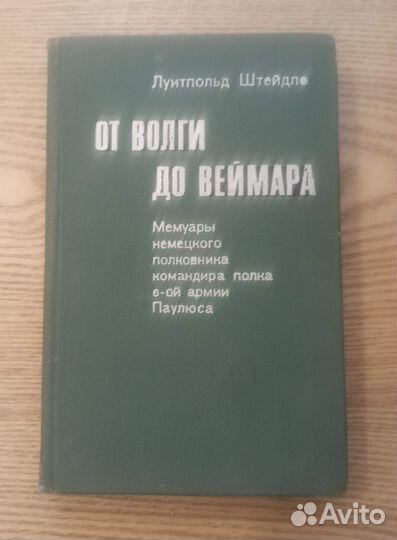 Луитпольд Штейдле
ОТ ВОЛГИ
ДО ВЕЙМАРА
Мемуары
немецкого
полковника
командира полка
6-ой армии
Паулюса
Avito